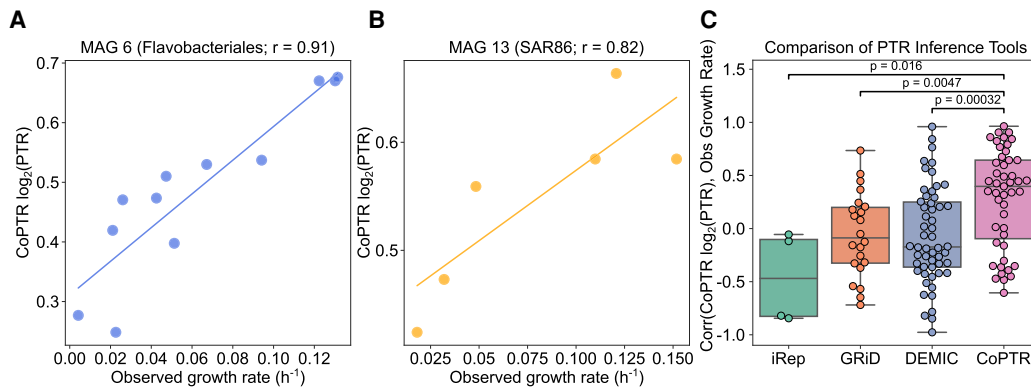 A
MAG 6 (Flavobacteriales; r = 0.91)
CoPTR log₂(PTR)
0.7
0.6
0.5
0.4
0.3
0.00 0.02 0.04 0.06 0.08 0.10 0.12
Observed growth rate (h⁻¹)
B
MAG 13 (SAR86; r = 0.82)
CoPTR log₂(PTR)
0.6
0.5
0.025 0.050 0.075 0.100 0.125 0.150
Observed growth rate (h⁻¹)
C
Comparison of PTR Inference Tools
Corr(CoPTR log₂(PTR), Obs Growth Rate)
1.5
1.0
0.5
0.0
-0.5
-1.0
p = 0.016
p = 0.0047
p = 0.00032
iRep GRiD DEMIC CoPTR